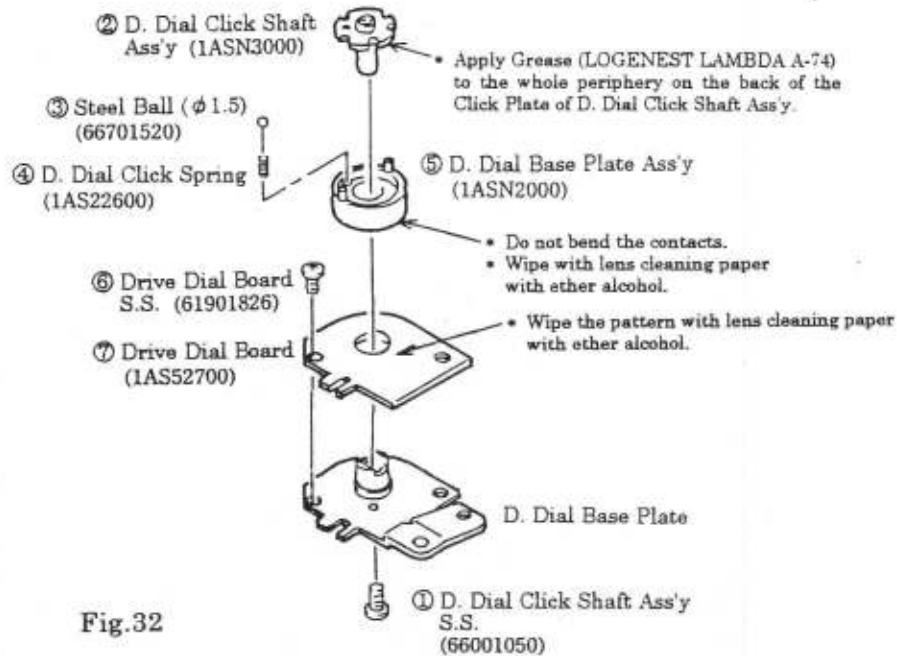 ② D. Dial Click Shaft
Ass'y (1ASN3000)
* Apply Grease (LOGENEST LAMBDA A-74)
to the whole periphery on the back of the
Click Plate of D. Dial Click Shaft Ass'y.
③ Steel Ball (φ1.5)
(66701520)
④ D. Dial Click Spring
(1AS22600)
⑤ D. Dial Base Plate Ass'y
(1ASN2000)
* Do not bend the contacts.
* Wipe with lens cleaning paper
with ether alcohol.
⑥ Drive Dial Board
S.S. (61901826)
* Wipe the pattern with lens cleaning paper
with ether alcohol.
⑦ Drive Dial Board
(1AS52700)
D. Dial Base Plate
① D. Dial Click Shaft Ass'y
S.S.
(66001050)
Fig.32